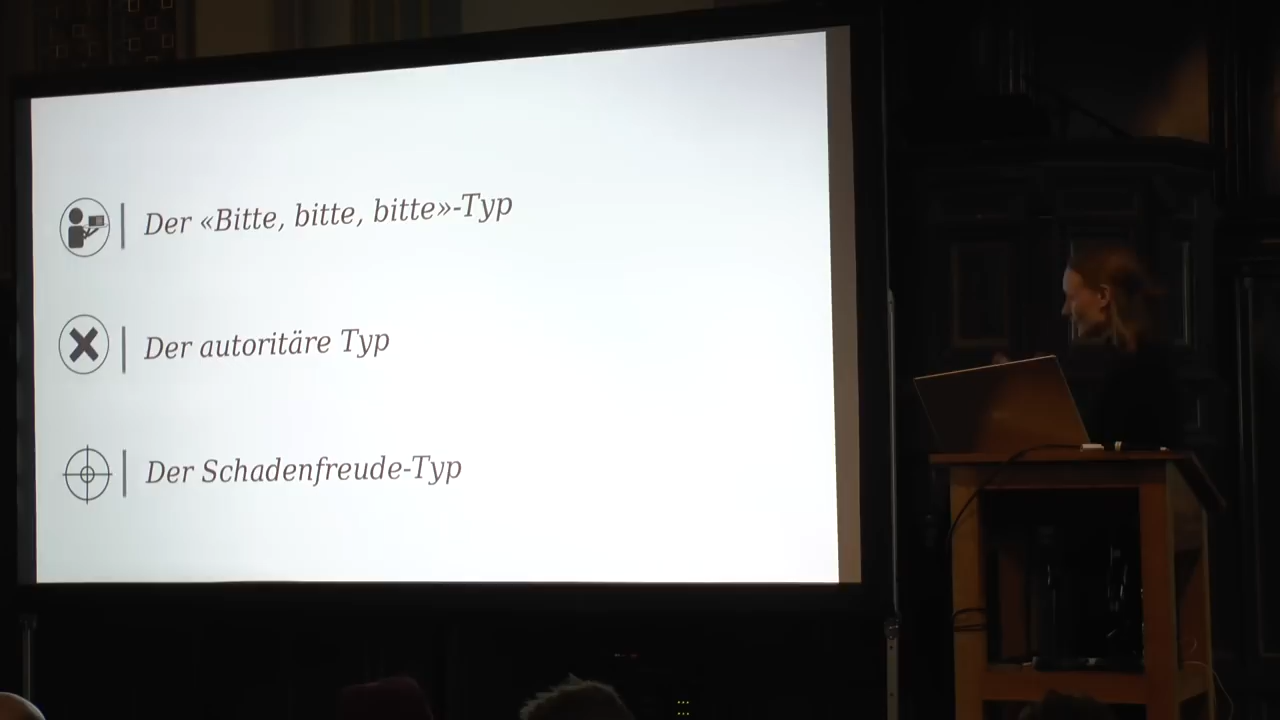 Der «Bitte, bitte, bitte»-Typ
Der autoritäre Typ
Der Schadenfreude-Typ